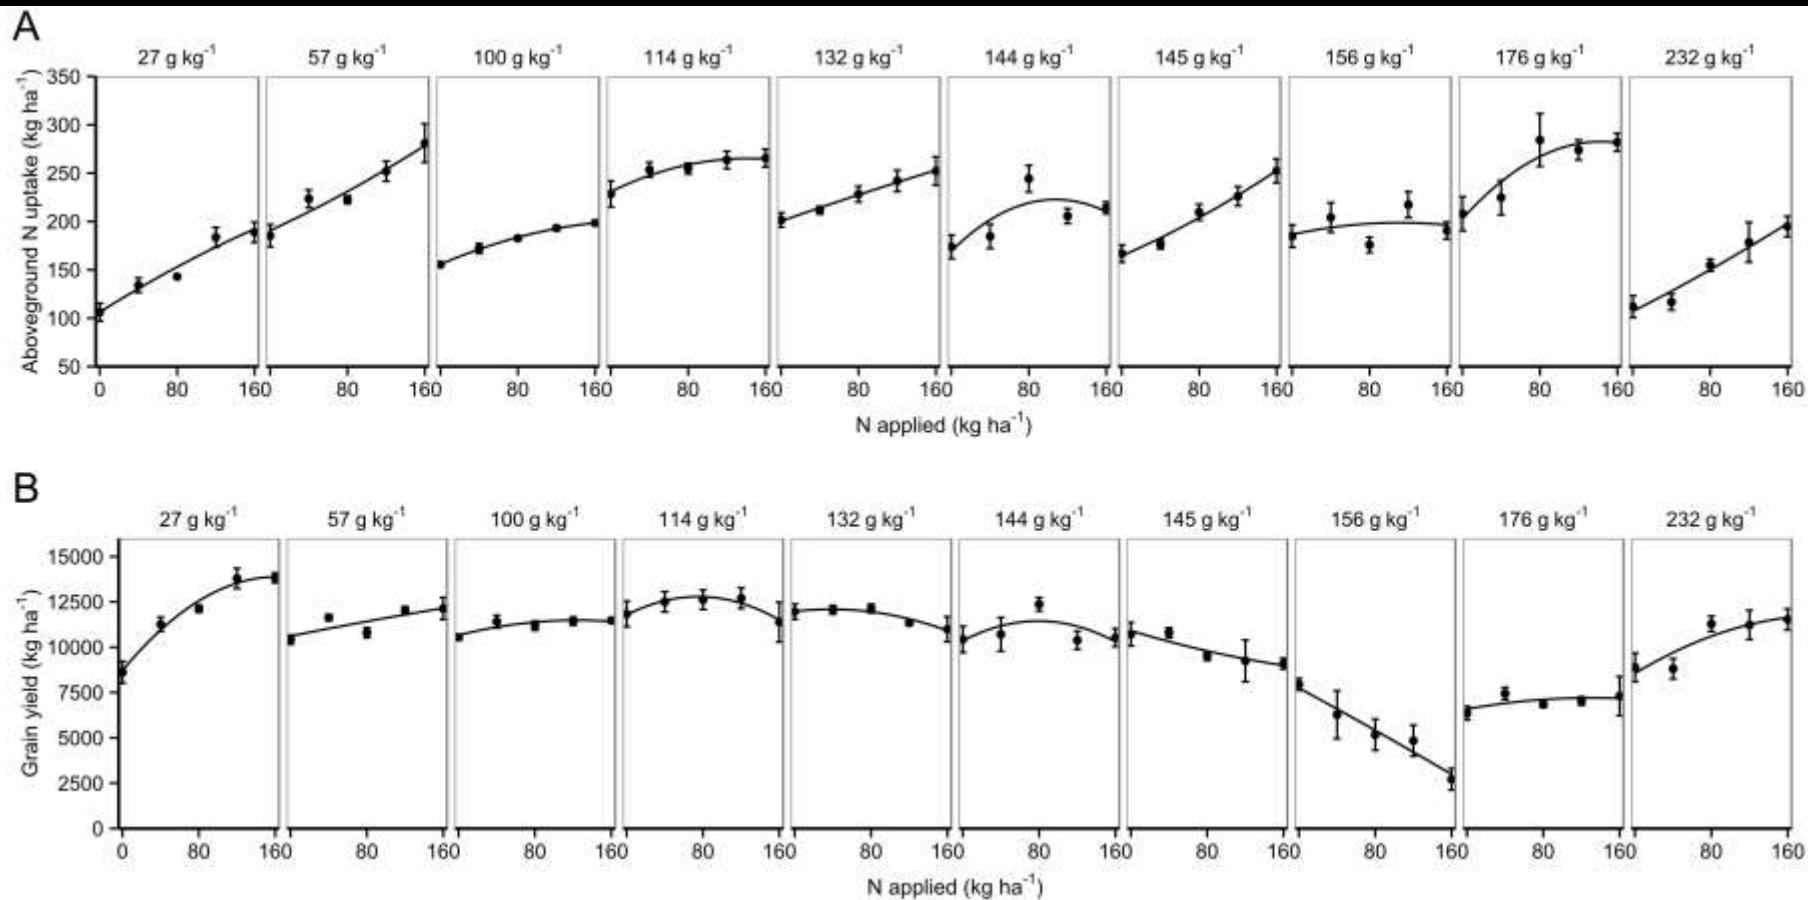 A
27 g kg⁻¹ 57 g kg⁻¹ 100 g kg⁻¹ 114 g kg⁻¹ 132 g kg⁻¹ 144 g kg⁻¹ 145 g kg⁻¹ 156 g kg⁻¹ 176 g kg⁻¹ 232 g kg⁻¹
Aboveground N uptake (kg ha⁻¹)
350
300
250
200
150
100
50
0 80 160 80 160 80 160 80 160 80 160 80 160 80 160 80 160 80 160 80 160
N applied (kg ha⁻¹)
B
27 g kg⁻¹ 57 g kg⁻¹ 100 g kg⁻¹ 114 g kg⁻¹ 132 g kg⁻¹ 144 g kg⁻¹ 145 g kg⁻¹ 156 g kg⁻¹ 176 g kg⁻¹ 232 g kg⁻¹
Grain yield (kg ha⁻¹)
15000
12500
10000
7500
5000
2500
0
0 80 160 80 160 80 160 80 160 80 160 80 160 80 160 80 160 80 160 80 160
N applied (kg ha⁻¹)